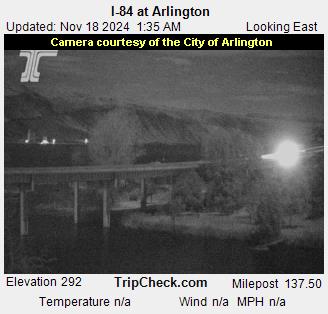 I-84 at Arlington
Updated: Nov 18 2024 1:35 AM Looking East
Camera courtesy of the City of Arlington
Elevation 292 TripCheck.com Milepost 137.50
Temperature n/a Wind n/a MPH n/a